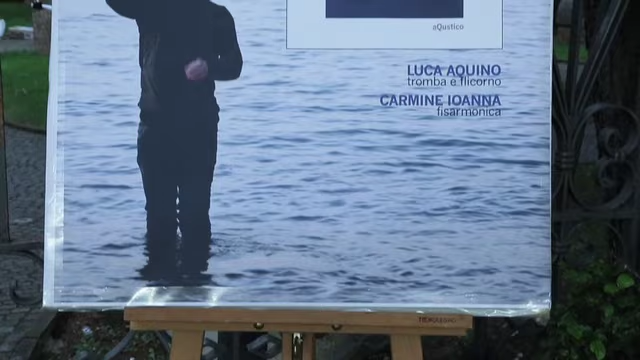 aQustico
LUCA AQUINO
tromba e flicorno
CARMINE IOANNA
fisarmonica